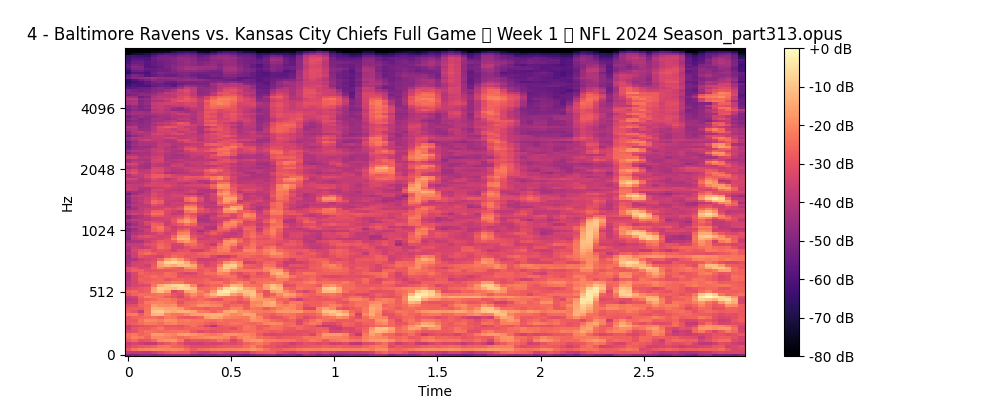 4 - Baltimore Ravens vs. Kansas City Chiefs Full Game ▯ Week 1 ▯ NFL 2024 Season_part313.opus
+0 dB
-10 dB
-20 dB
-30 dB
-40 dB
-50 dB
-60 dB
-70 dB
-80 dB
4096
2048
1024
512
0
Hz
0
0.5
1
1.5
2
2.5
Time